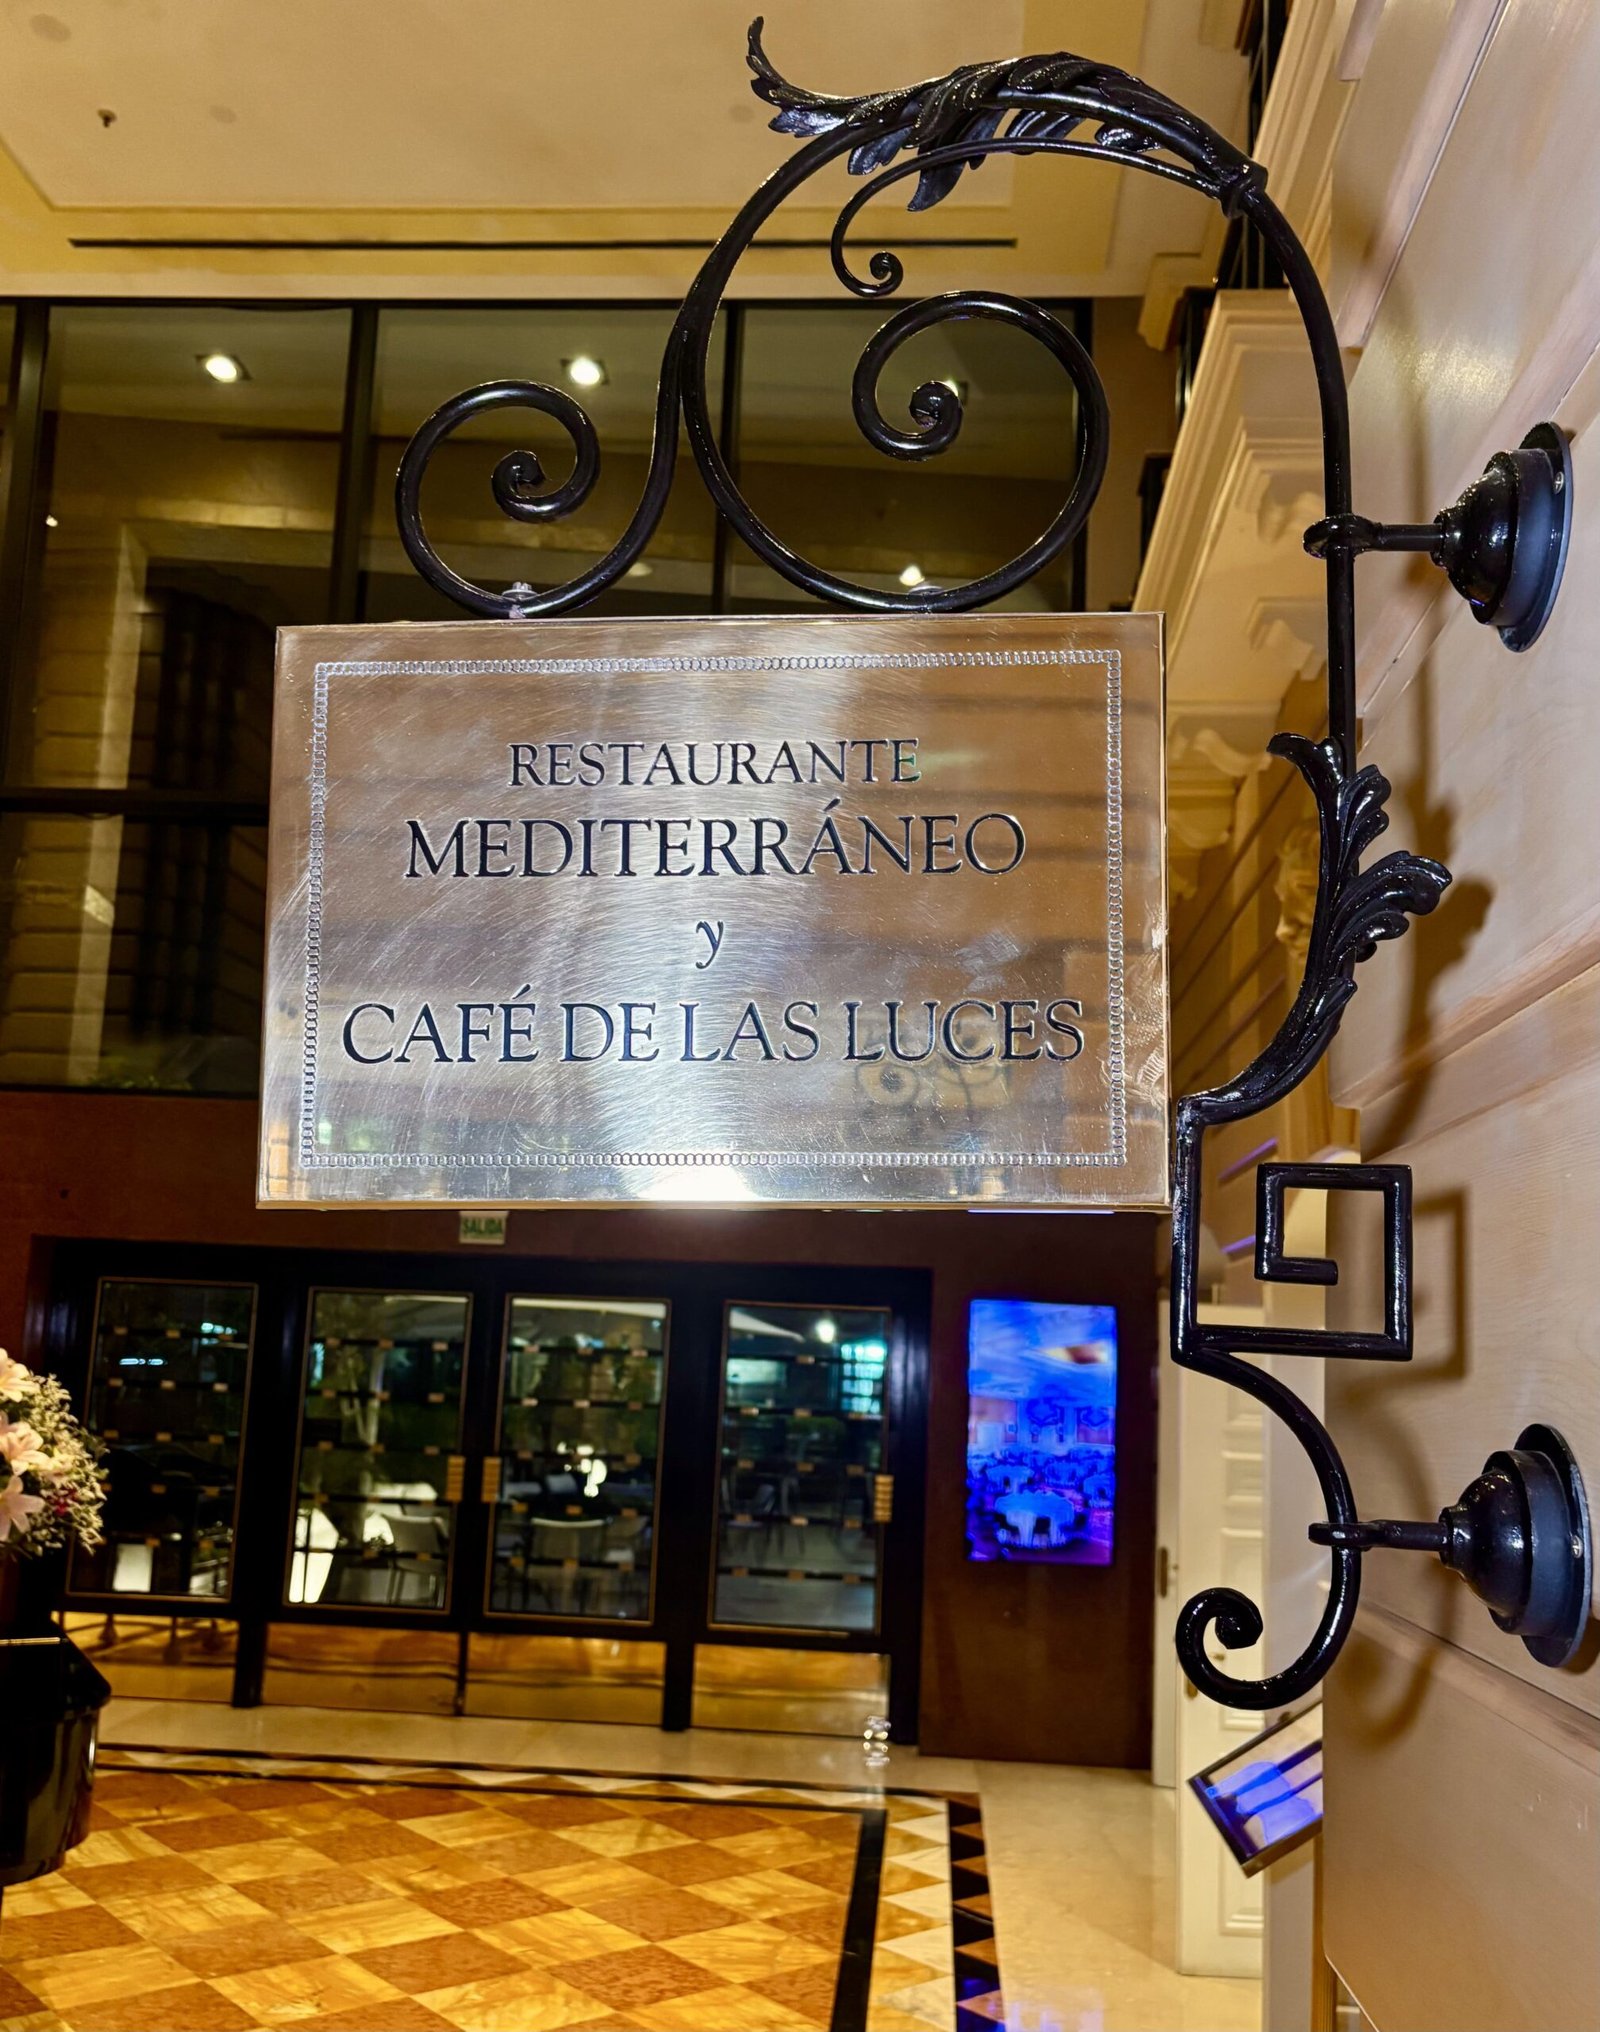 RESTAURANTE
MEDITERRÁNEO
y
CAFÉ DE LAS LUCES
SALIDA